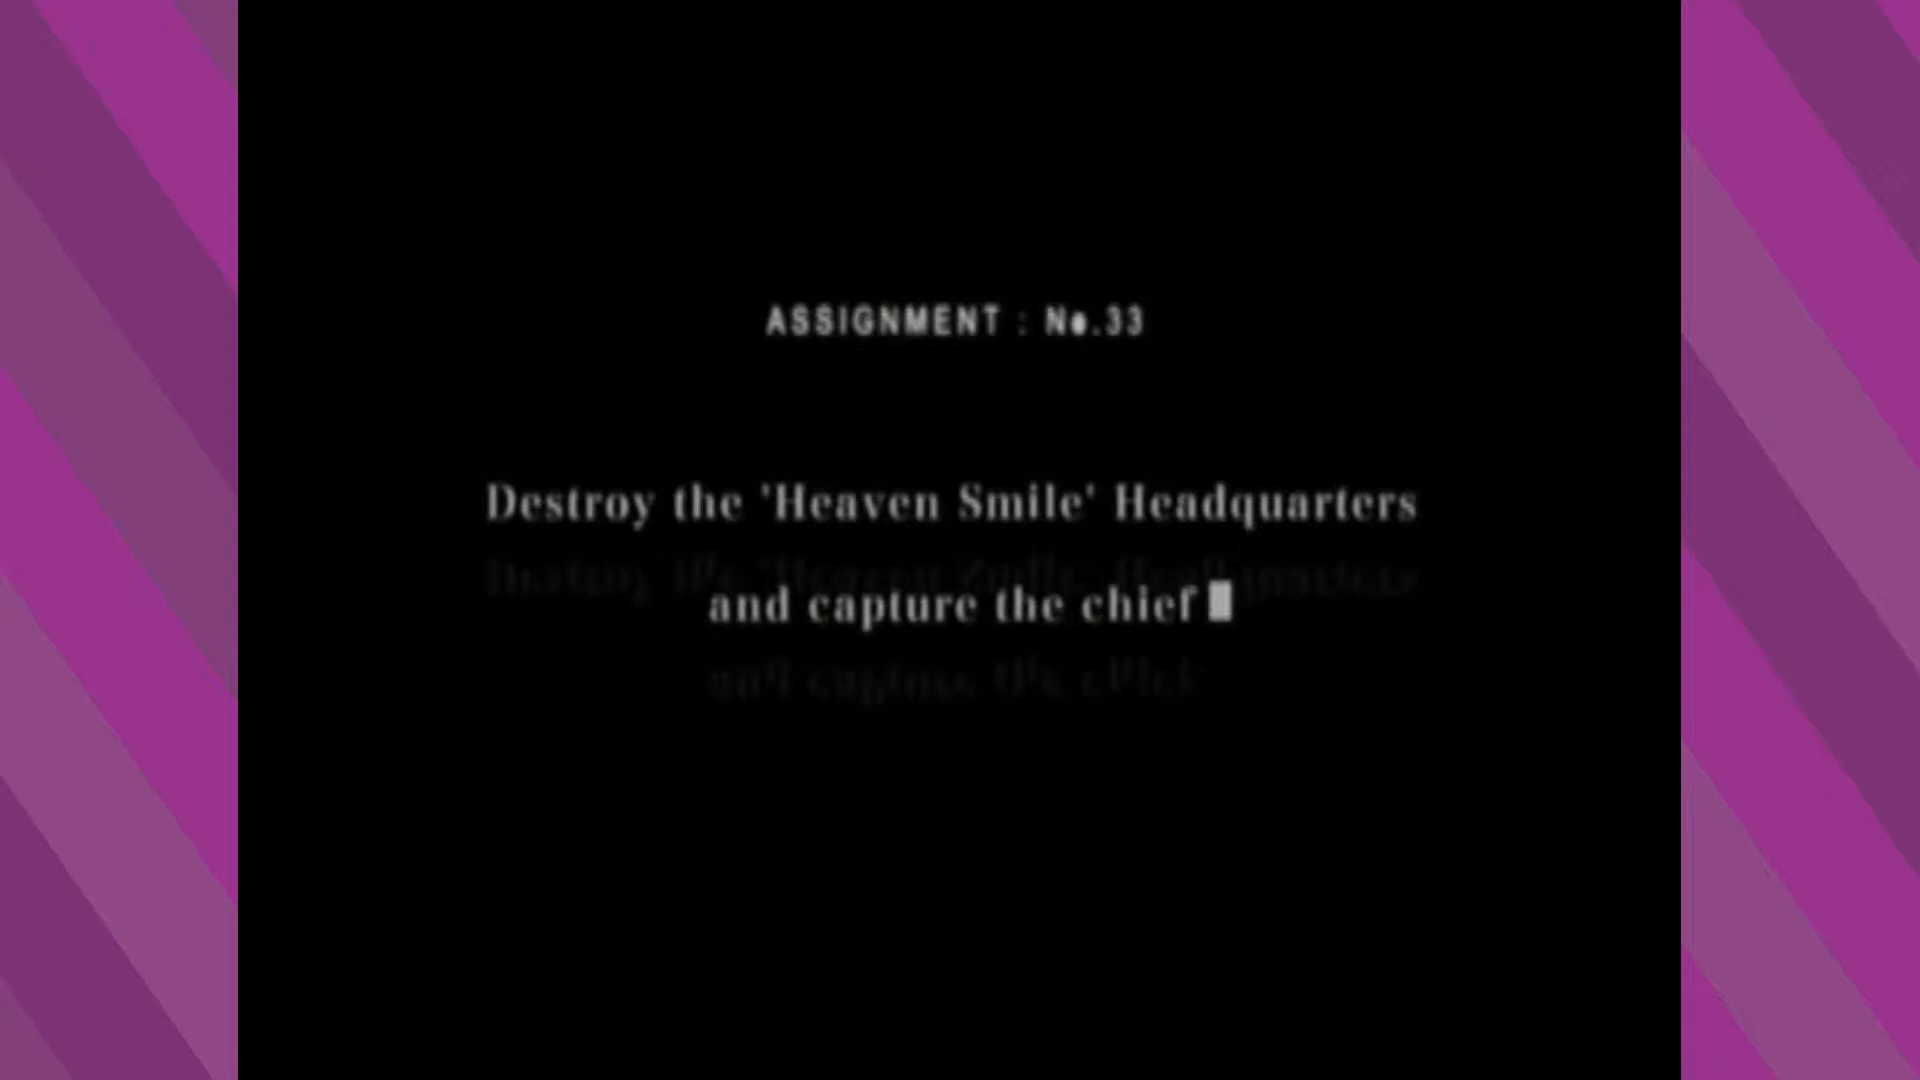 ASSIGNMENT : No.33
Destroy the 'Heaven Smile' Headquarters
and capture the chief